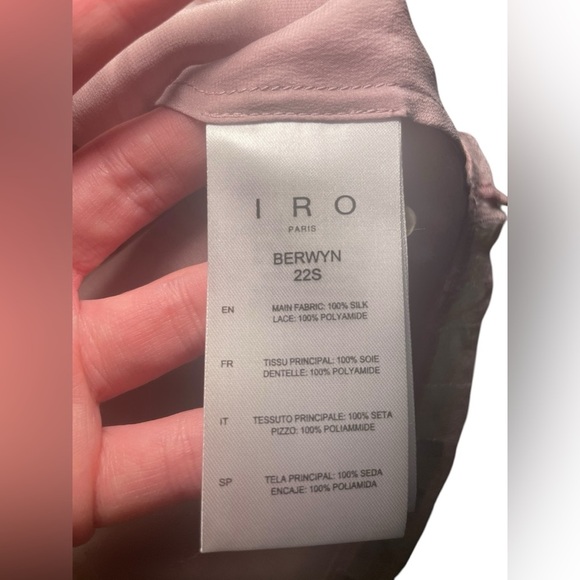 IRO
PARIS
BERWYN
22S
EN
MAIN FABRIC: 100% SILK
LACE: 100% POLYAMIDE
FR
TISSU PRINCIPAL: 100% SOIE
DENTELLE: 100% POLYAMIDE
IT
TESSUTO PRINCIPALE: 100% SETA
PIZZO: 100% POLIAMMIDE
SP
TELA PRINCIPAL: 100% SEDA
ENCAJE: 100% POLIAMIDA